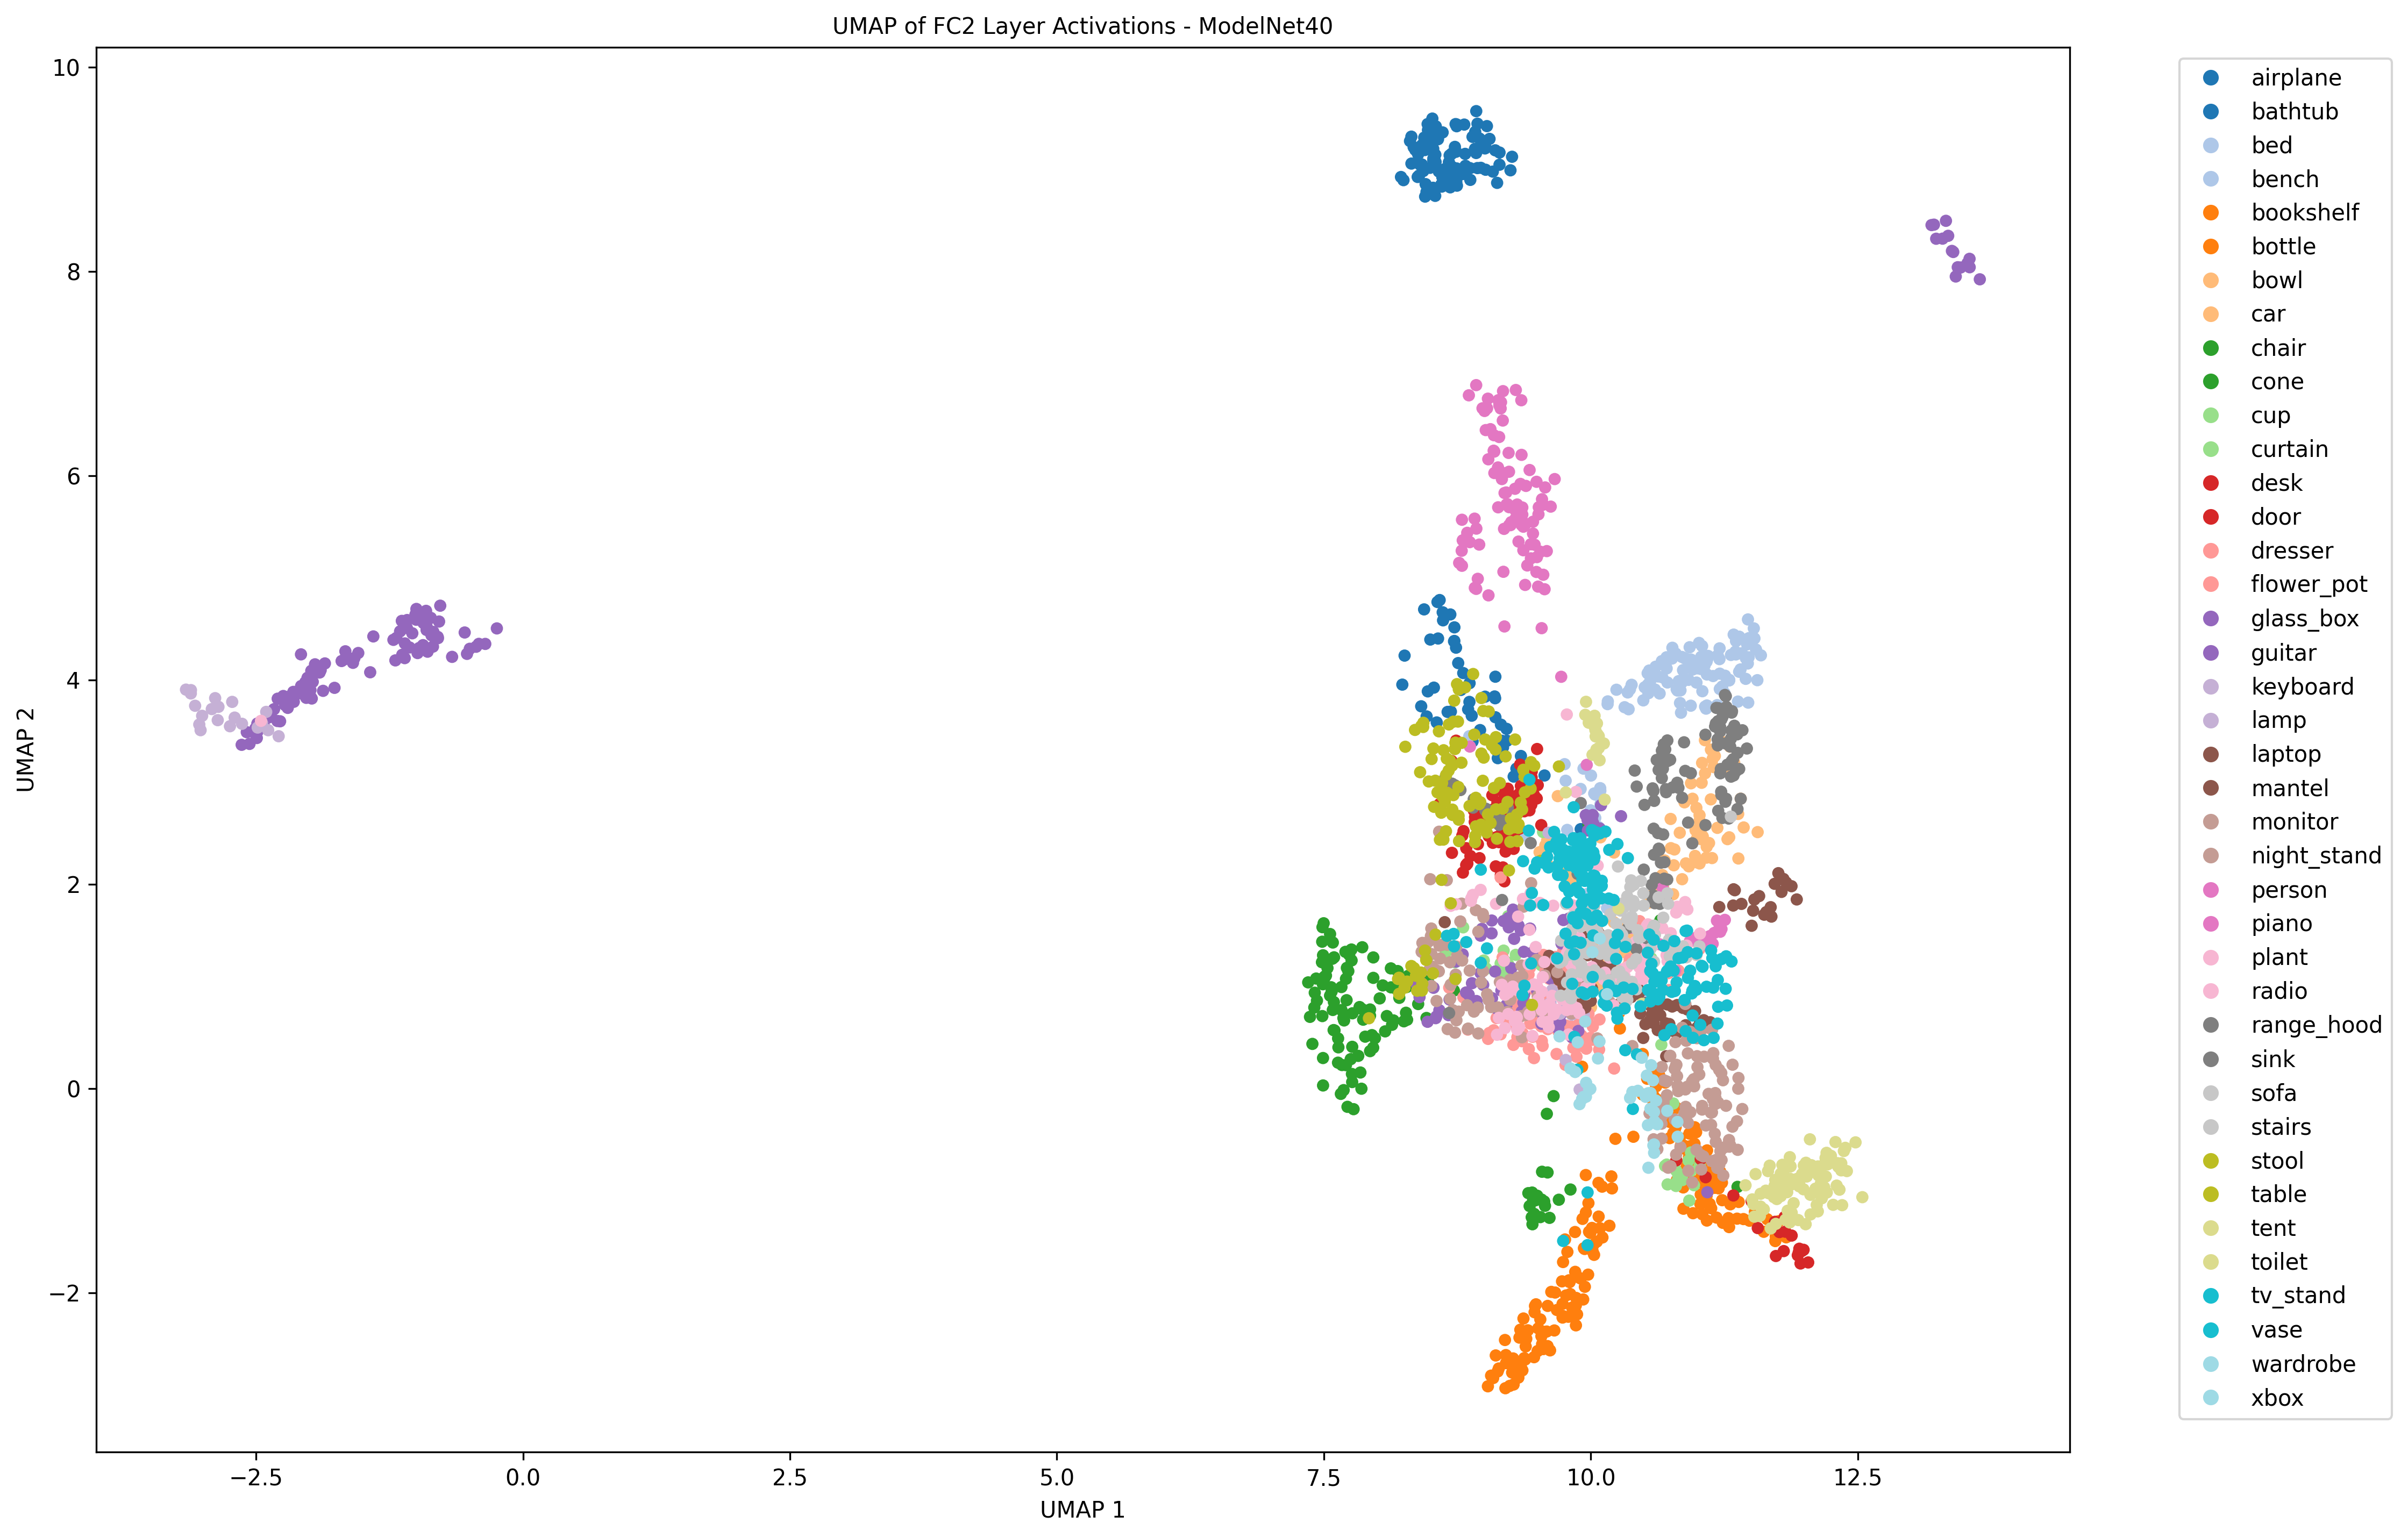 UMAP of FC2 Layer Activations - ModelNet40
10
8
6
4
2
0
−2
UMAP 2
−2.5
0.0
2.5
5.0
7.5
10.0
12.5
UMAP 1
airplane
bathtub
bed
bench
bookshelf
bottle
bowl
car
chair
cone
cup
curtain
desk
door
dresser
flower_pot
glass_box
guitar
keyboard
lamp
laptop
mantel
monitor
night_stand
person
piano
plant
radio
range_hood
sink
sofa
stairs
stool
table
tent
toilet
tv_stand
vase
wardrobe
xbox